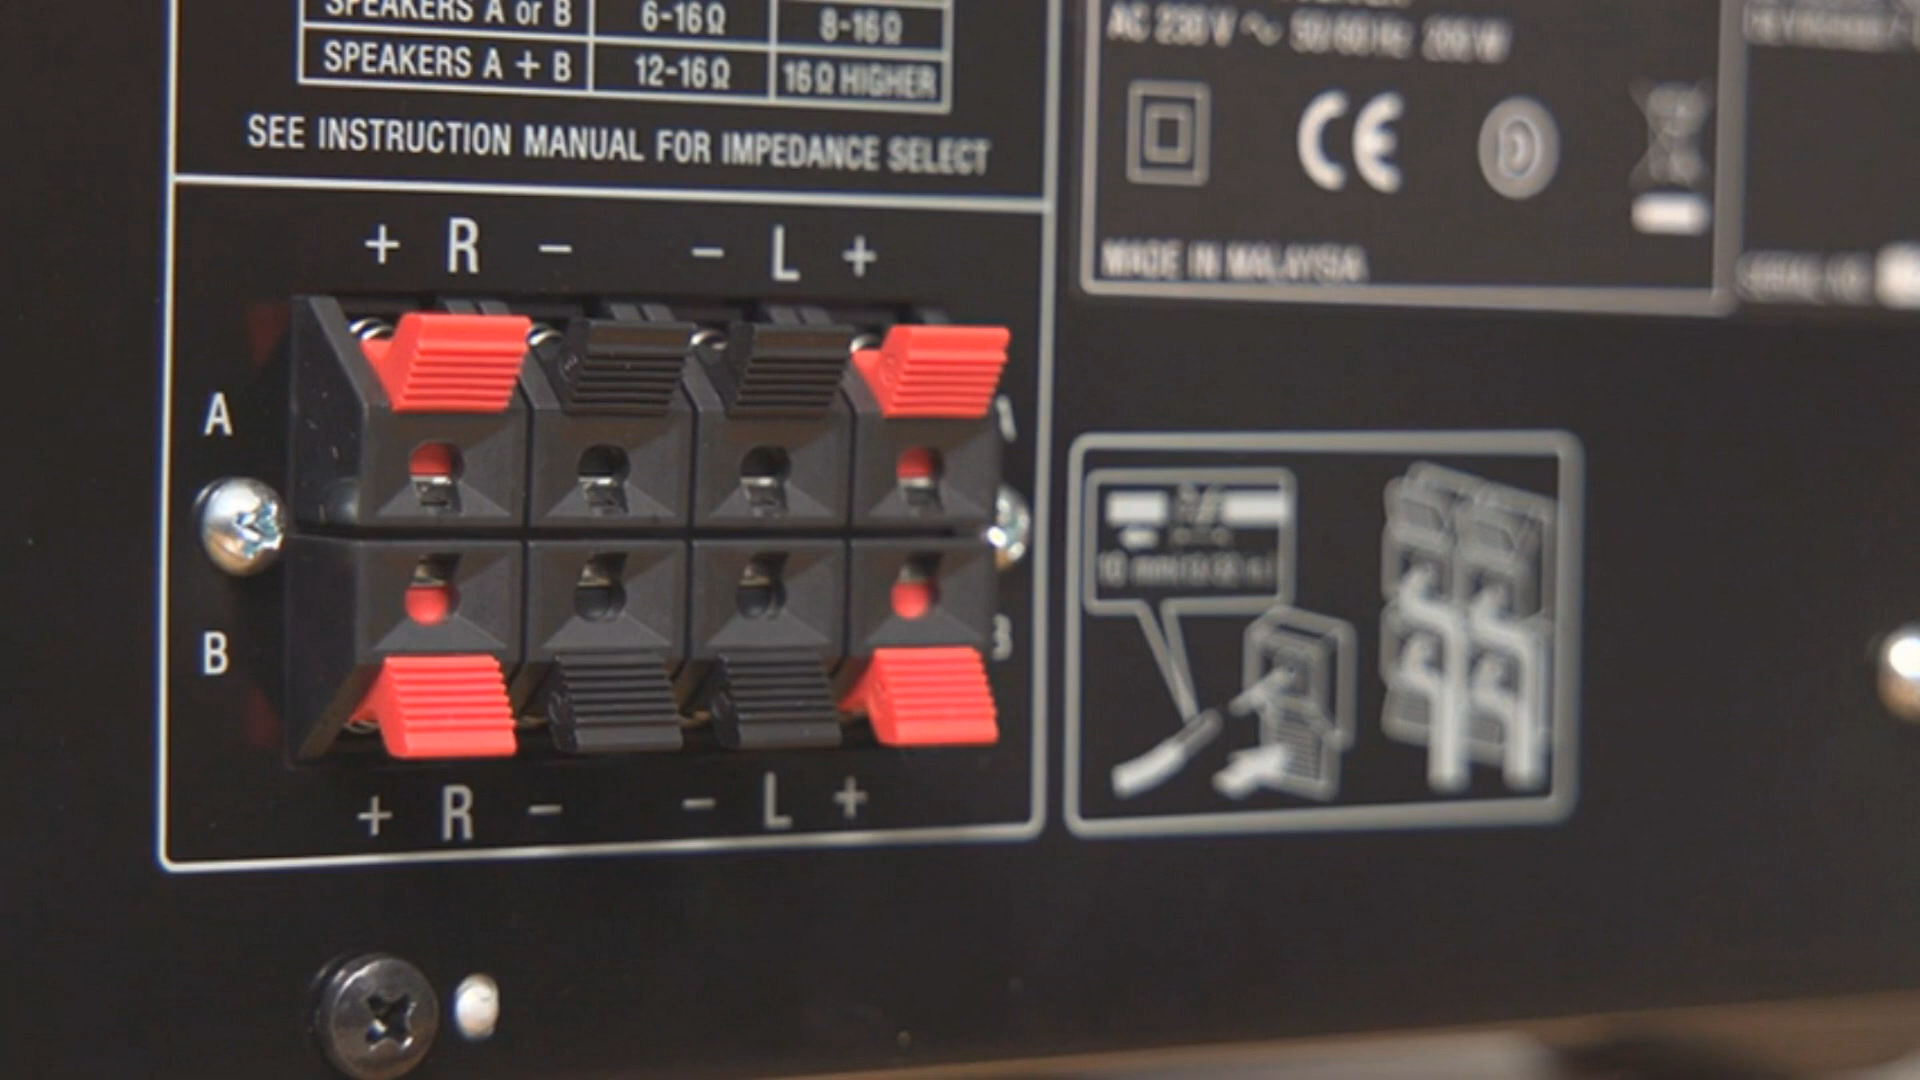 SPEAKERS A or B 6-16Ω 8-16Ω
SPEAKERS A + B 12-16Ω 16Ω HIGHER
SEE INSTRUCTION MANUAL FOR IMPEDANCE SELECT
+ R − − L +
A
B
+ R − − L +
AC 230V ~ 50/60Hz 200W
CE
D
MADE IN MALAYSIA